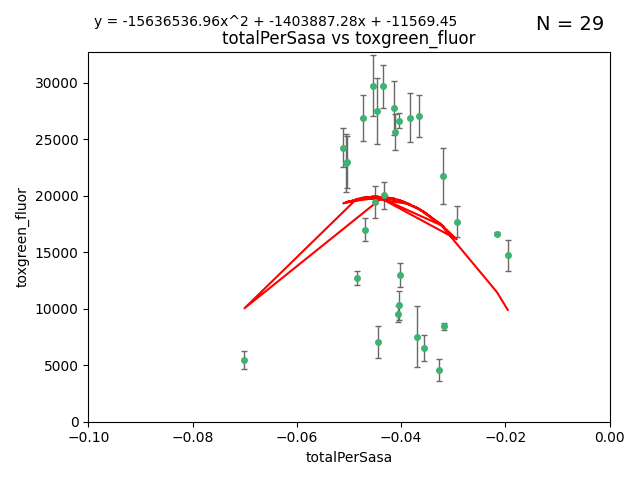 y = -15636536.96x^2 + -1403887.28x + -11569.45
N = 29
totalPerSasa vs toxgreen_fluor
30000
25000
20000
15000
10000
5000
0
toxgreen_fluor
−0.10 −0.08 −0.06 −0.04 −0.02 0.00
totalPerSasa